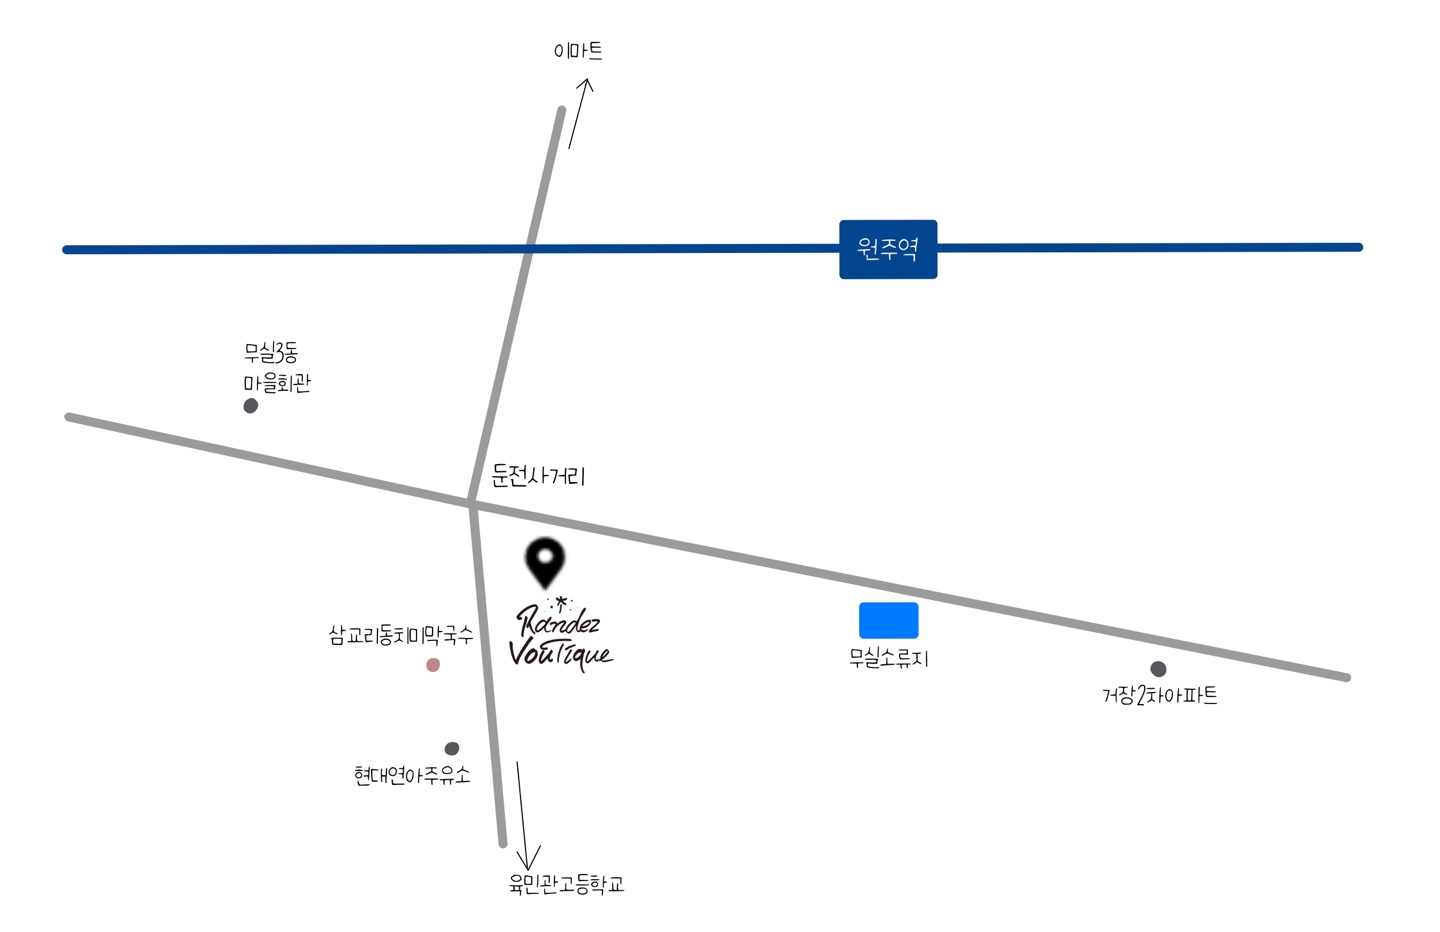 이마트
원주역
무실3동
마을회관
둔전사거리
Randez
Voutique
삼교리동치미막국수
무실소류지
거장2차아파트
현대연아주유소
육민관고등학교